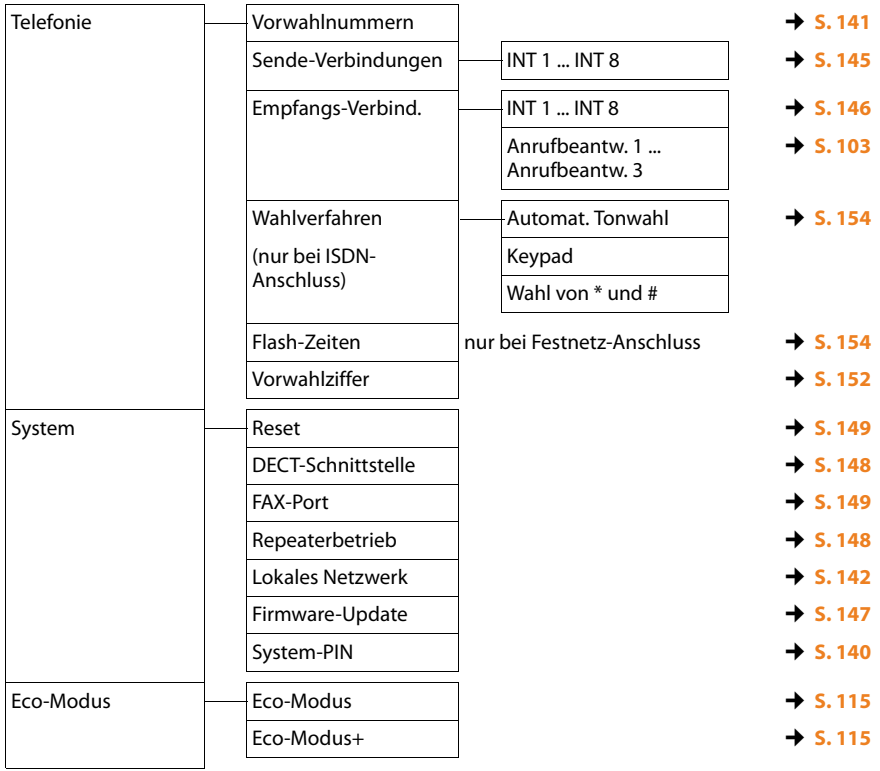 Telefonie Vorwahlnummern → S. 141
Sende-Verbindungen INT 1 ... INT 8 → S. 145
Empfangs-Verbind. INT 1 ... INT 8 → S. 146
Anrufbeantw. 1 ... → S. 103
Anrufbeantw. 3
Wahlverfahren Automat. Tonwahl → S. 154
(nur bei ISDN- Keypad
Anschluss)
Wahl von * und #
Flash-Zeiten nur bei Festnetz-Anschluss → S. 154
Vorwahlziffer → S. 152
System Reset → S. 149
DECT-Schnittstelle → S. 148
FAX-Port → S. 149
Repeaterbetrieb → S. 148
Lokales Netzwerk → S. 142
Firmware-Update → S. 147
System-PIN → S. 140
Eco-Modus Eco-Modus → S. 115
Eco-Modus+ → S. 115